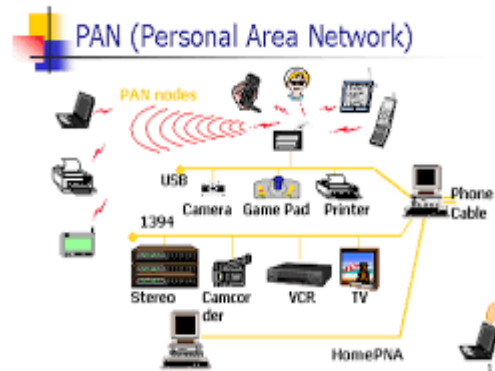 PAN (Personal Area Network)
PAN nodes
USB
Camera
Game Pad
Printer
Phone
Cable
1394
Stereo
Camcor
der
VCR
TV
HomePNA
1